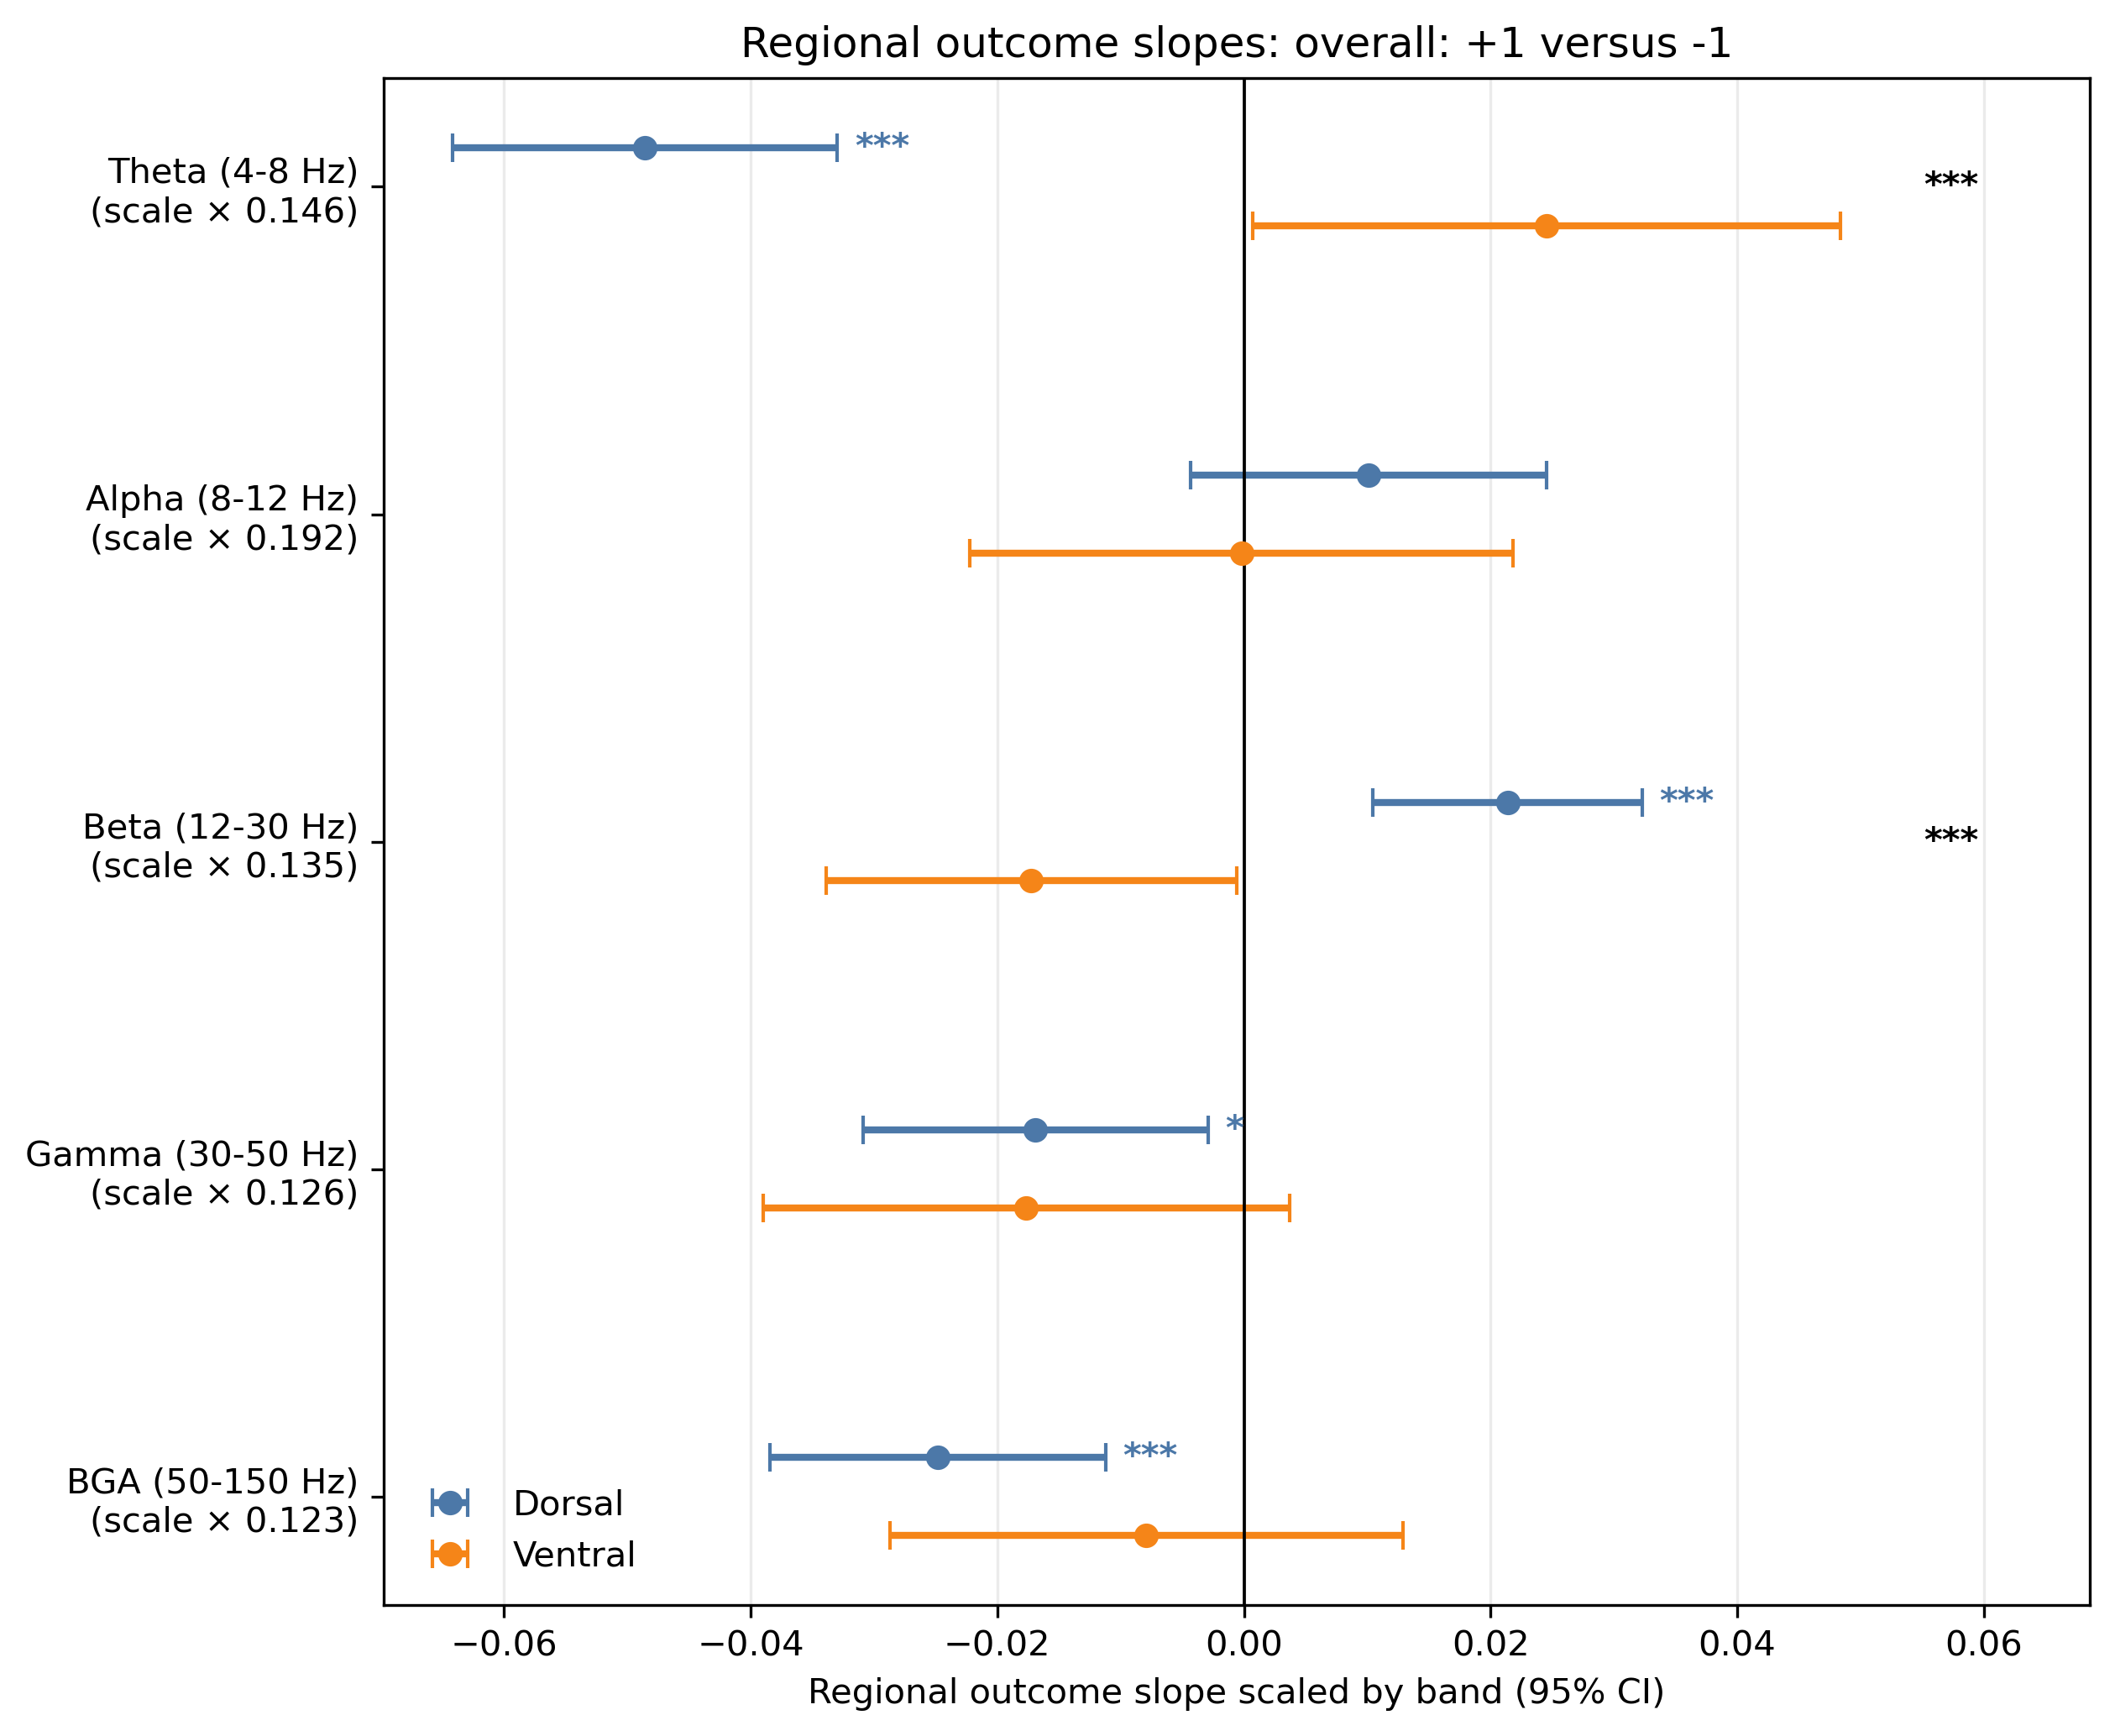 Regional outcome slopes: overall: +1 versus -1
***
Theta (4-8 Hz)
(scale × 0.146)
***
Alpha (8-12 Hz)
(scale × 0.192)
***
Beta (12-30 Hz)
(scale × 0.135)
***
*
Gamma (30-50 Hz)
(scale × 0.126)
***
BGA (50-150 Hz)
(scale × 0.123)
Dorsal
Ventral
−0.06 −0.04 −0.02 0.00 0.02 0.04 0.06
Regional outcome slope scaled by band (95% CI)